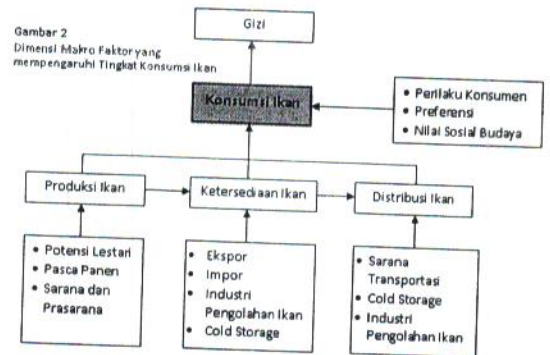 Gizi
Gambar 2
Dimensi Makro Faktor yang
mempengaruhi Tingkat Konsumsi Ikan
Konsumsi Ikan
• Perilaku Konsumen
• Preferensi
• Nilai Sosial Budaya
Produksi Ikan
Ketersediaan Ikan
Distribusi Ikan
• Potensi Lestari
• Pasca Panen
• Sarana dan
Prasarana
• Ekspor
• Impor
• Industri
Pengolahan Ikan
• Cold Storage
• Sarana
Transportasi
• Cold Storage
• Industri
Pengolahan Ikan